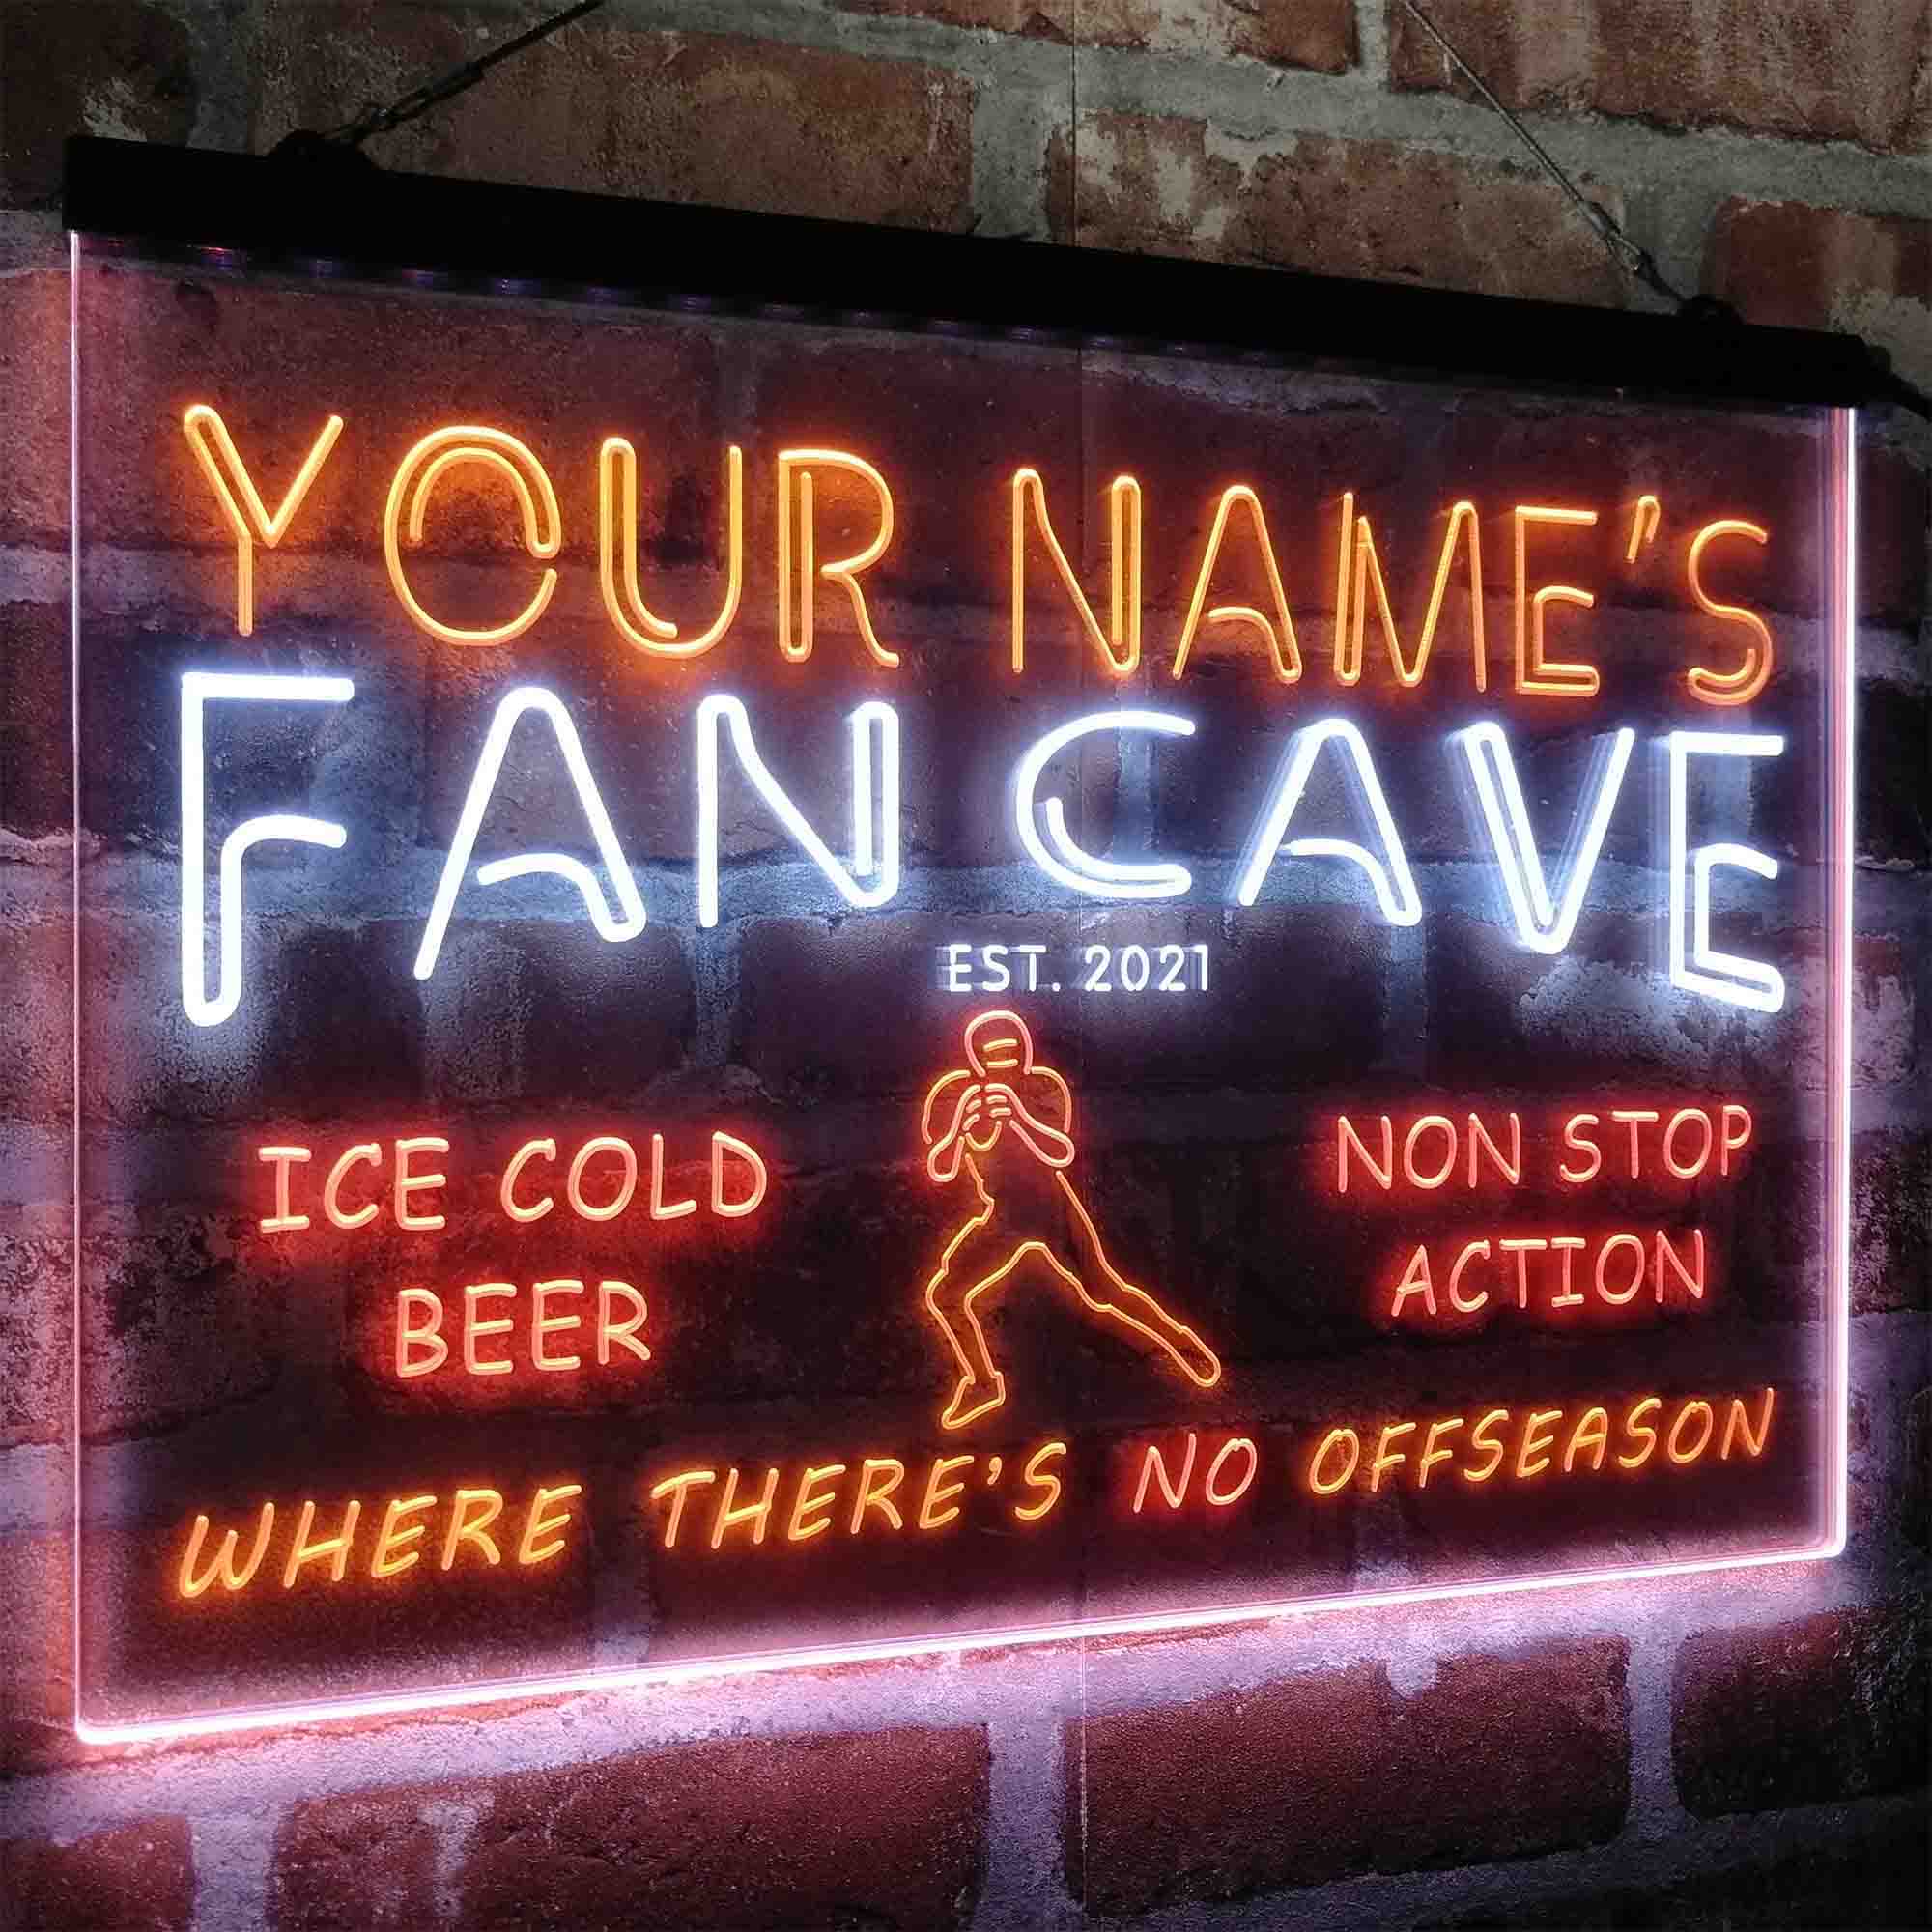 YOUR NAME'S
FAN CAVE
EST. 2021
ICE COLD
BEER
NON STOP
ACTION
WHERE THERE'S NO OFFSEASON